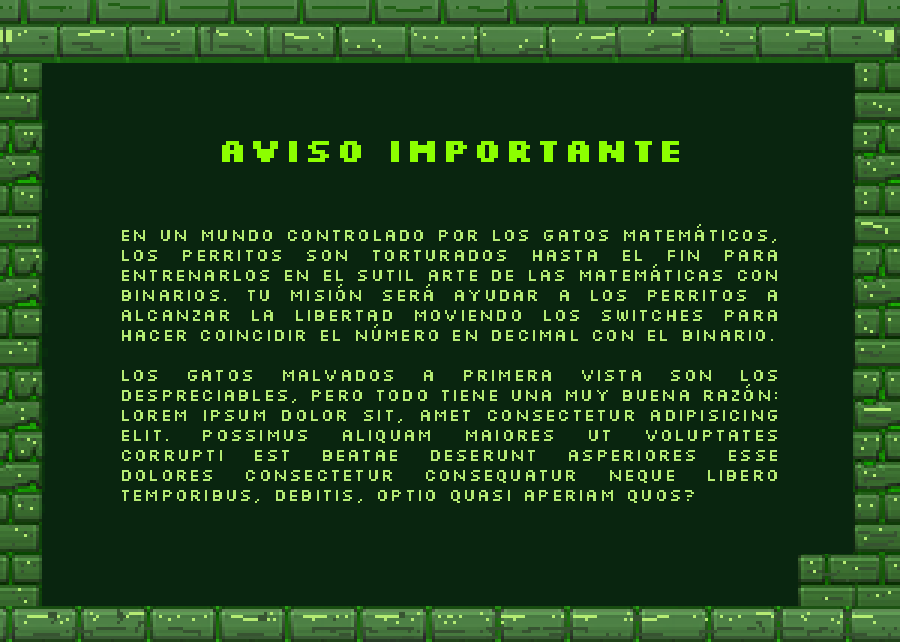 AVISO IMPORTANTE
EN UN MUNDO CONTROLADO POR LOS GATOS MATEMÁTICOS,
LOS PERRITOS SON TORTURADOS HASTA EL FIN PARA
ENTRENARLOS EN EL SUTIL ARTE DE LAS MATEMÁTICAS CON
BINARIOS. TU MISIÓN SERÁ AYUDAR A LOS PERRITOS A
ALCANZAR LA LIBERTAD MOVIENDO LOS SWITCHES PARA
HACER COINCIDIR EL NÚMERO EN DECIMAL CON EL BINARIO.
LOS GATOS MALVADOS A PRIMERA VISTA SON LOS
DESPRECIABLES, PERO TODO TIENE UNA MUY BUENA RAZÓN:
LOREM IPSUM DOLOR SIT, AMET CONSECTETUR ADIPISICING
ELIT. POSSIMUS ALIQUAM MAIORES UT VOLUPTATES
CORRUPTI EST BEATAE DESERUNT ASPERIORES ESSE
DOLORES CONSECTETUR CONSEQUATUR NEQUE LIBERO
TEMPORIBUS, DEBITIS, OPTIO QUASI APERIAM QUOS?